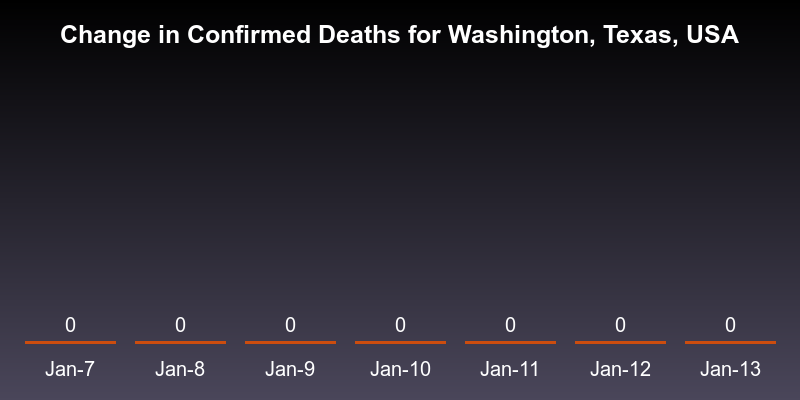 Change in Confirmed Deaths for Washington, Texas, USA
0 0 0 0 0 0 0
Jan-7 Jan-8 Jan-9 Jan-10 Jan-11 Jan-12 Jan-13